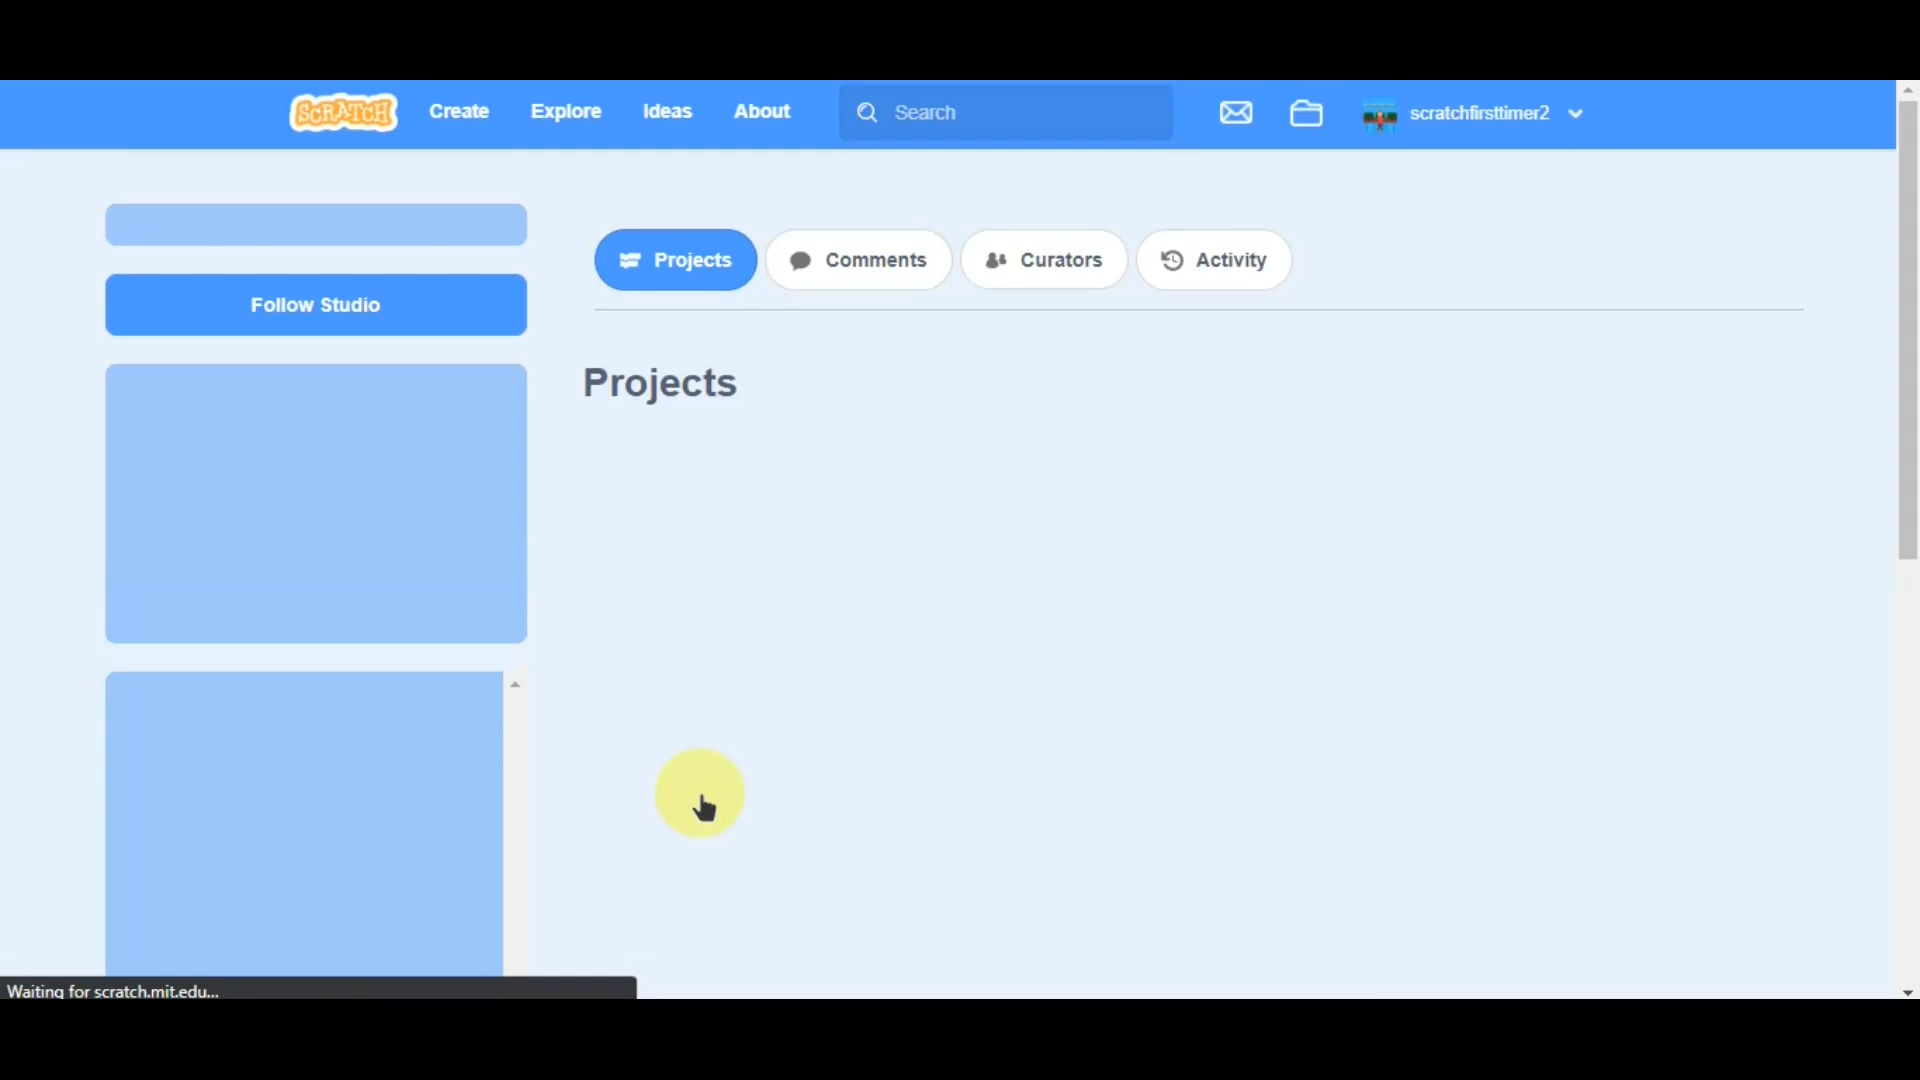 SCRATCH Create Explore Ideas About Search scratchfirsttimer2
Projects Comments Curators Activity
Follow Studio
Projects
Waiting for scratch.mit.edu...